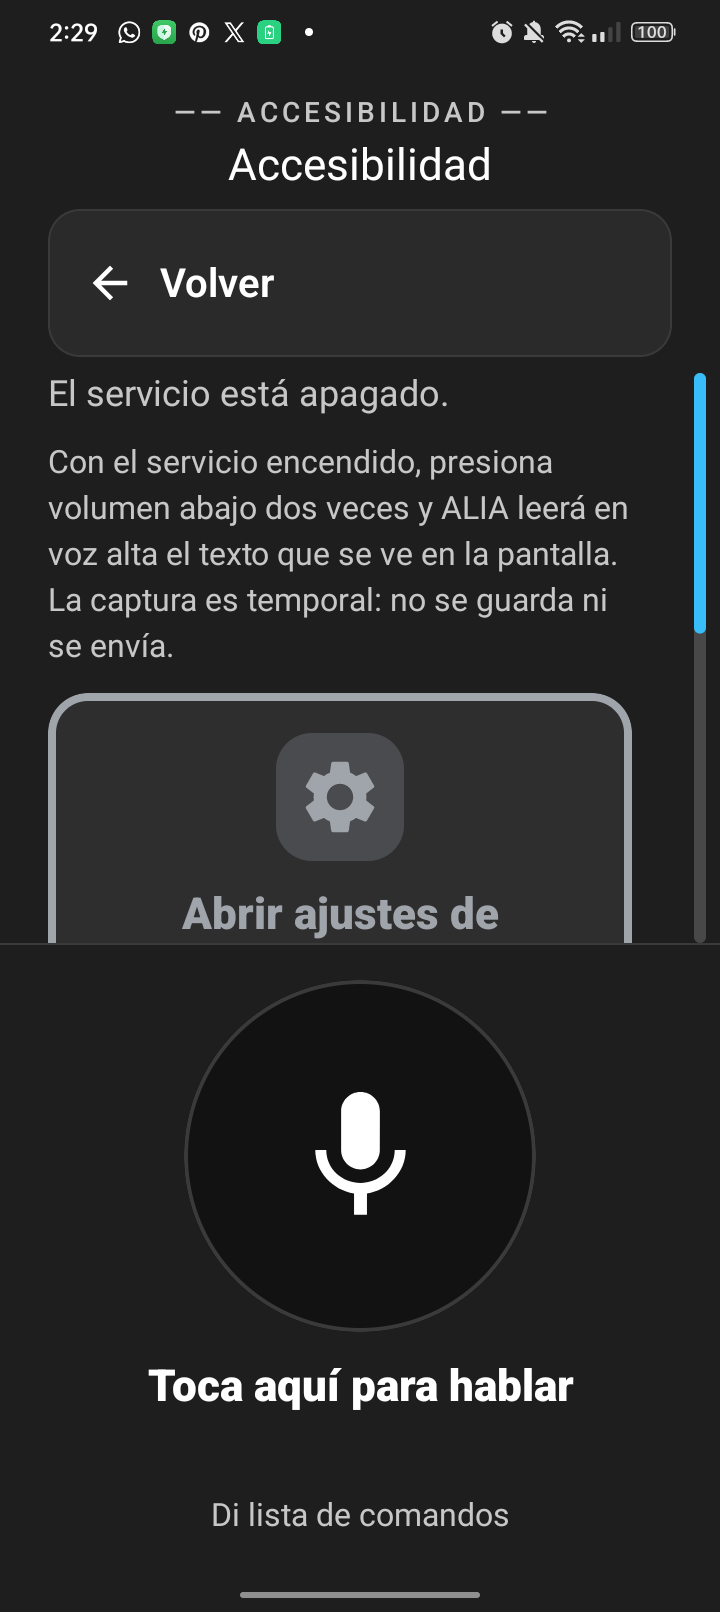 2:29
100
—— ACCESIBILIDAD ——
Accesibilidad
Volver
El servicio está apagado.
Con el servicio encendido, presiona
volumen abajo dos veces y ALIA leerá en
voz alta el texto que se ve en la pantalla.
La captura es temporal: no se guarda ni
se envía.
Abrir ajustes de
Toca aquí para hablar
Di lista de comandos